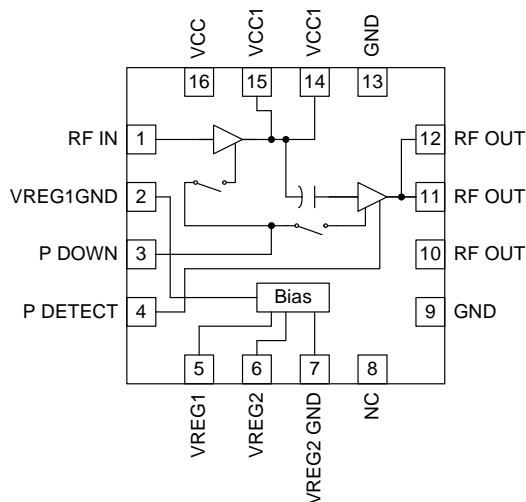 VCC
VCC1
VCC1
GND
16
15
14
13
RF IN
1
12
RF OUT
VREG1GND
2
11
RF OUT
P DOWN
3
10
RF OUT
P DETECT
4
Bias
9
GND
5
6
7
8
VREG1
VREG2
VREG2 GND
NC